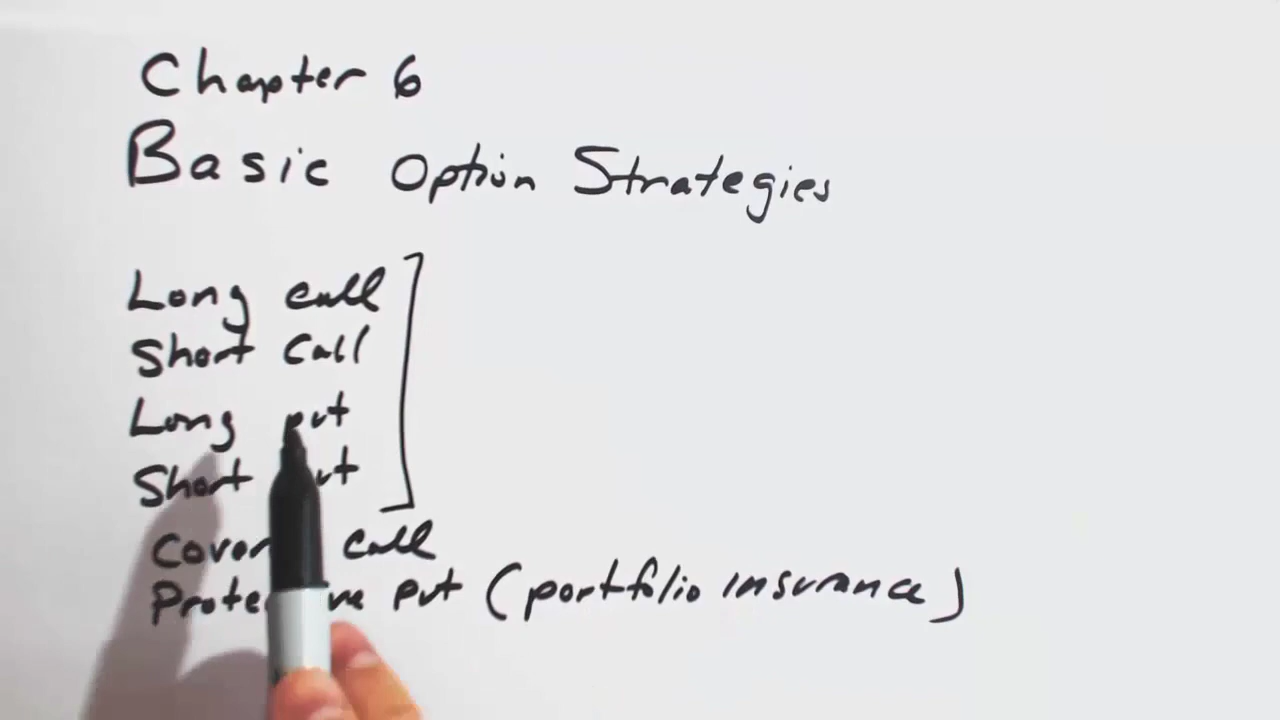 Chapter 6
Basic Option Strategies
Long call
Short Call
Long put
Short
call
put (portfolio insurance)